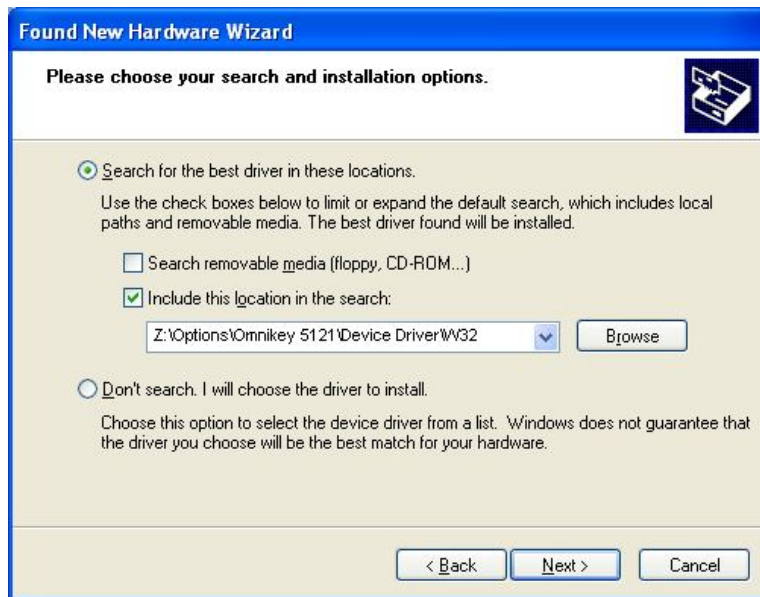 Found New Hardware Wizard
Please choose your search and installation options.
Search for the best driver in these locations.
Use the check boxes below to limit or expand the default search, which includes local
paths and removable media. The best driver found will be installed.
Search removable media (floppy, CD-ROM...)
Include this location in the search:
Z:\Options\Omnikey 5121\Device Driver\W32
Browse
Don't search. I will choose the driver to install.
Choose this option to select the device driver from a list.  Windows does not guarantee that
the driver you choose will be the best match for your hardware.
< Back
Next >
Cancel